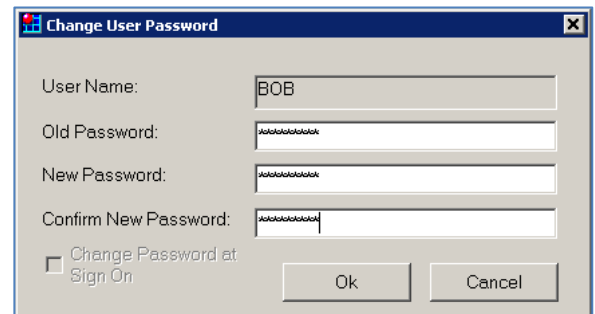 Change User Password
User Name: BOB
Old Password: **********
New Password: **********
Confirm New Password: **********
Change Password at
Sign On
Ok Cancel